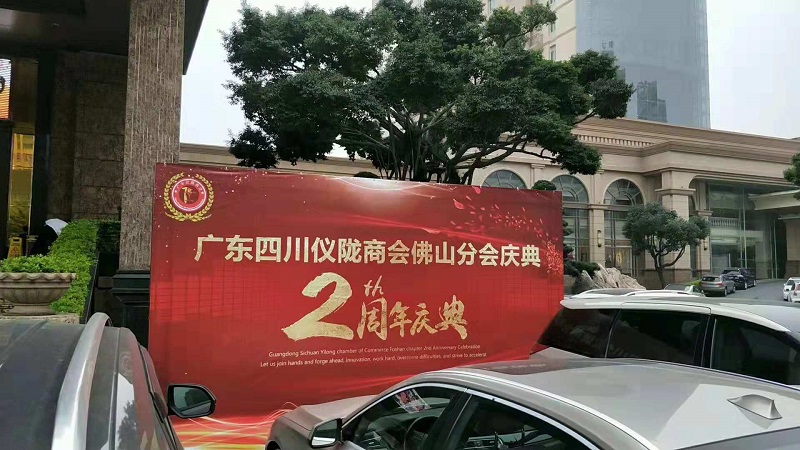 广东四川仪陇商会佛山分会庆典
2th
周年庆典
Guangdong Sichuan Yilong chamber of Commerce Foshan chapter 2nd Anniversary Celebration
Let us join hands and forge ahead, innovation, work hard, overcome difficulties, and strive to accelerat